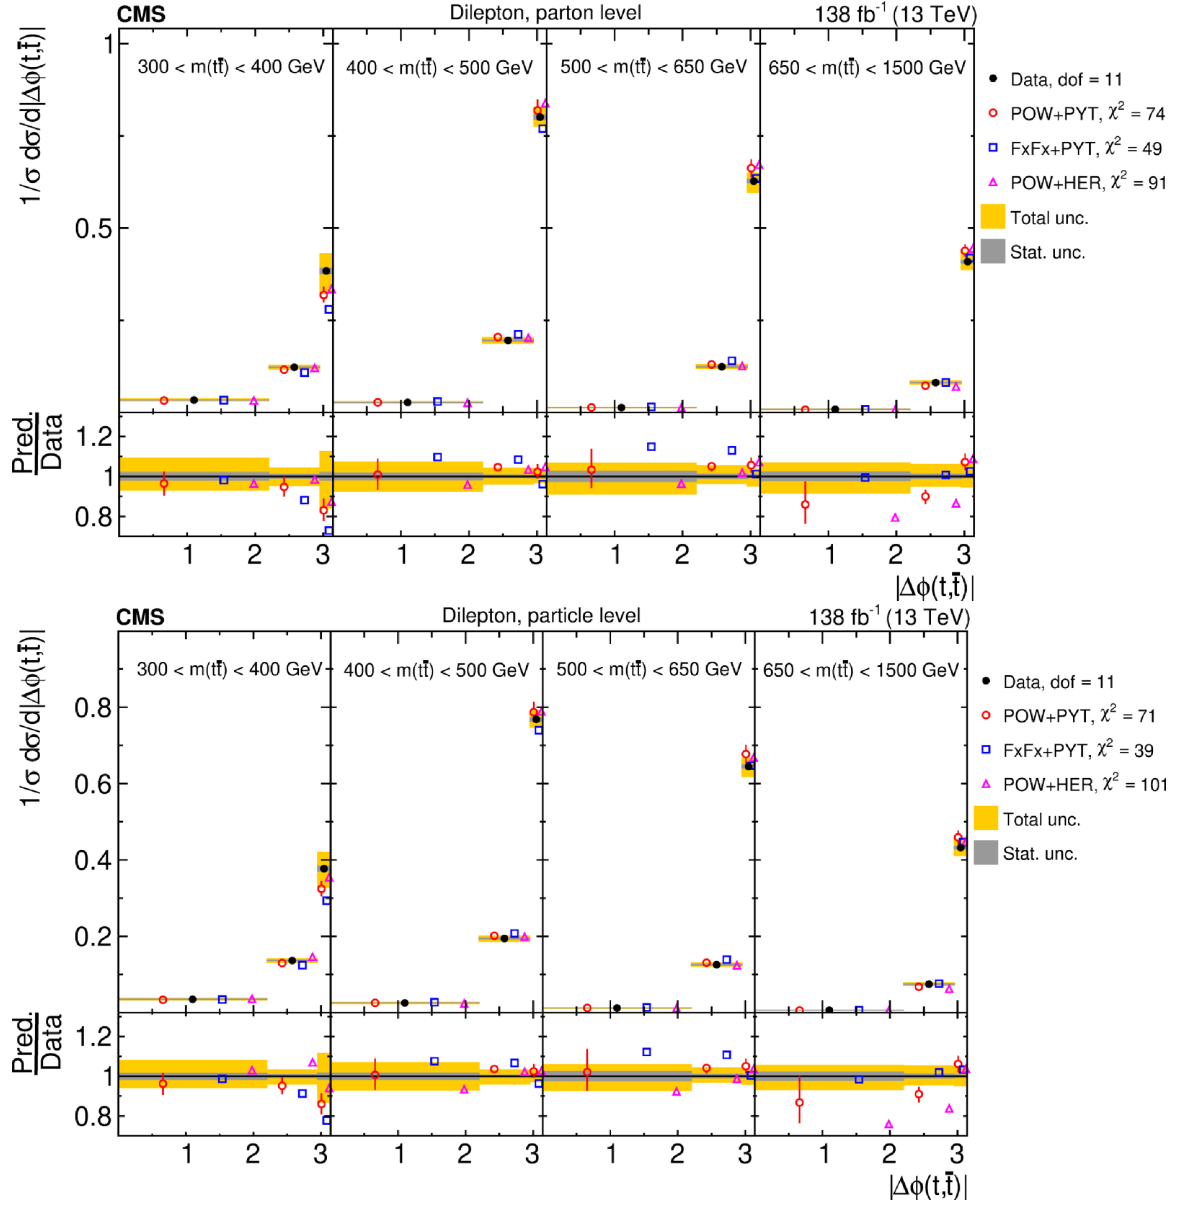 CMS Dilepton, parton level 138 fb⁻¹ (13 TeV)
1/σ dσ/d|Δϕ(t,t̄)|
1
0.5
300 < m(tt̄) < 400 GeV
400 < m(tt̄) < 500 GeV
500 < m(tt̄) < 650 GeV
650 < m(tt̄) < 1500 GeV
Data, dof = 11
POW+PYT, χ² = 74
FxFx+PYT, χ² = 49
POW+HER, χ² = 91
Total unc.
Stat. unc.
Pred.
Data
1.2
1
0.8
1 2 3 1 2 3 1 2 3 1 2 3
|Δϕ(t,t̄)|
CMS Dilepton, particle level 138 fb⁻¹ (13 TeV)
1/σ dσ/d|Δϕ(t,t̄)|
0.8
0.6
0.4
0.2
300 < m(tt̄) < 400 GeV
400 < m(tt̄) < 500 GeV
500 < m(tt̄) < 650 GeV
650 < m(tt̄) < 1500 GeV
Data, dof = 11
POW+PYT, χ² = 71
FxFx+PYT, χ² = 39
POW+HER, χ² = 101
Total unc.
Stat. unc.
Pred.
Data
1.2
1
0.8
1 2 3 1 2 3 1 2 3 1 2 3
|Δϕ(t,t̄)|